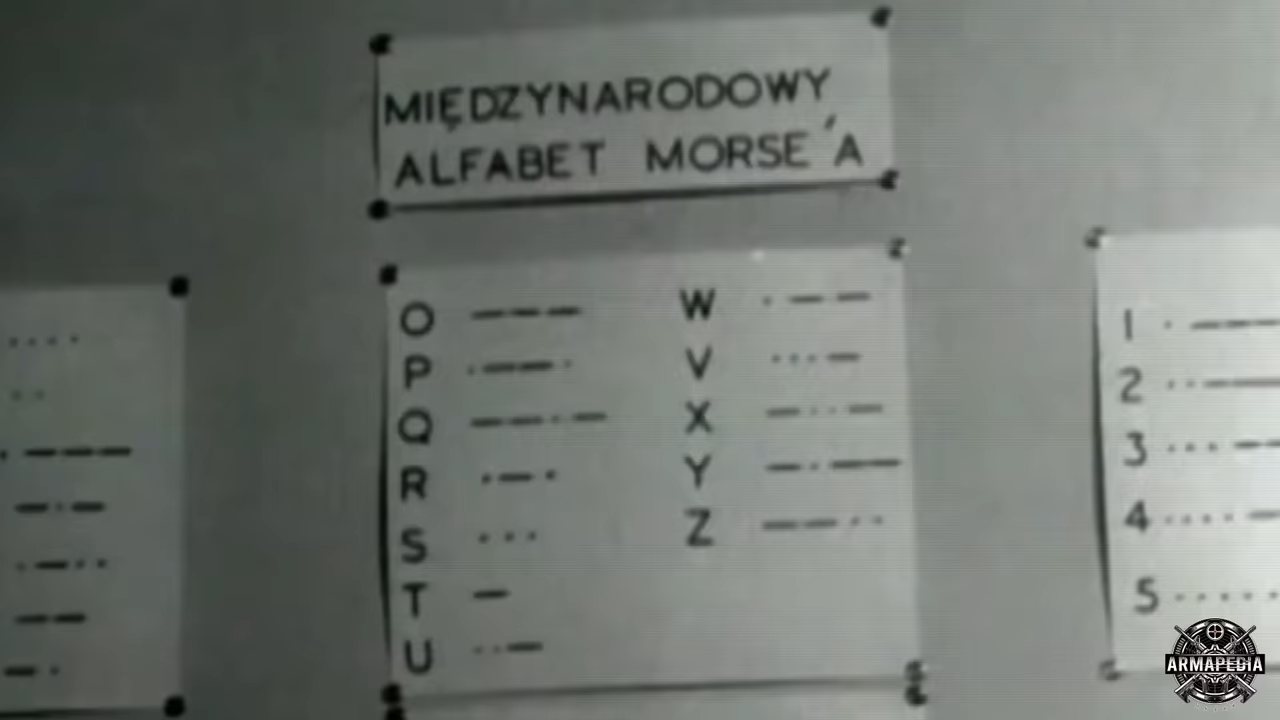 MIĘDZYNARODOWY
ALFABET MORSE'A
· · · ·
· ·
· — — —
— · —
· — · ·
— —
— ·
O — — —
P · — — ·
Q — — · —
R · — ·
S · · ·
T —
U · · —
W · — —
V · · · —
X — · · —
Y — · — —
Z — — · ·
1 · — —
2 · · —
3 · · · —
4 · · · · —
5 · · · · ·
ARMAPEDIA